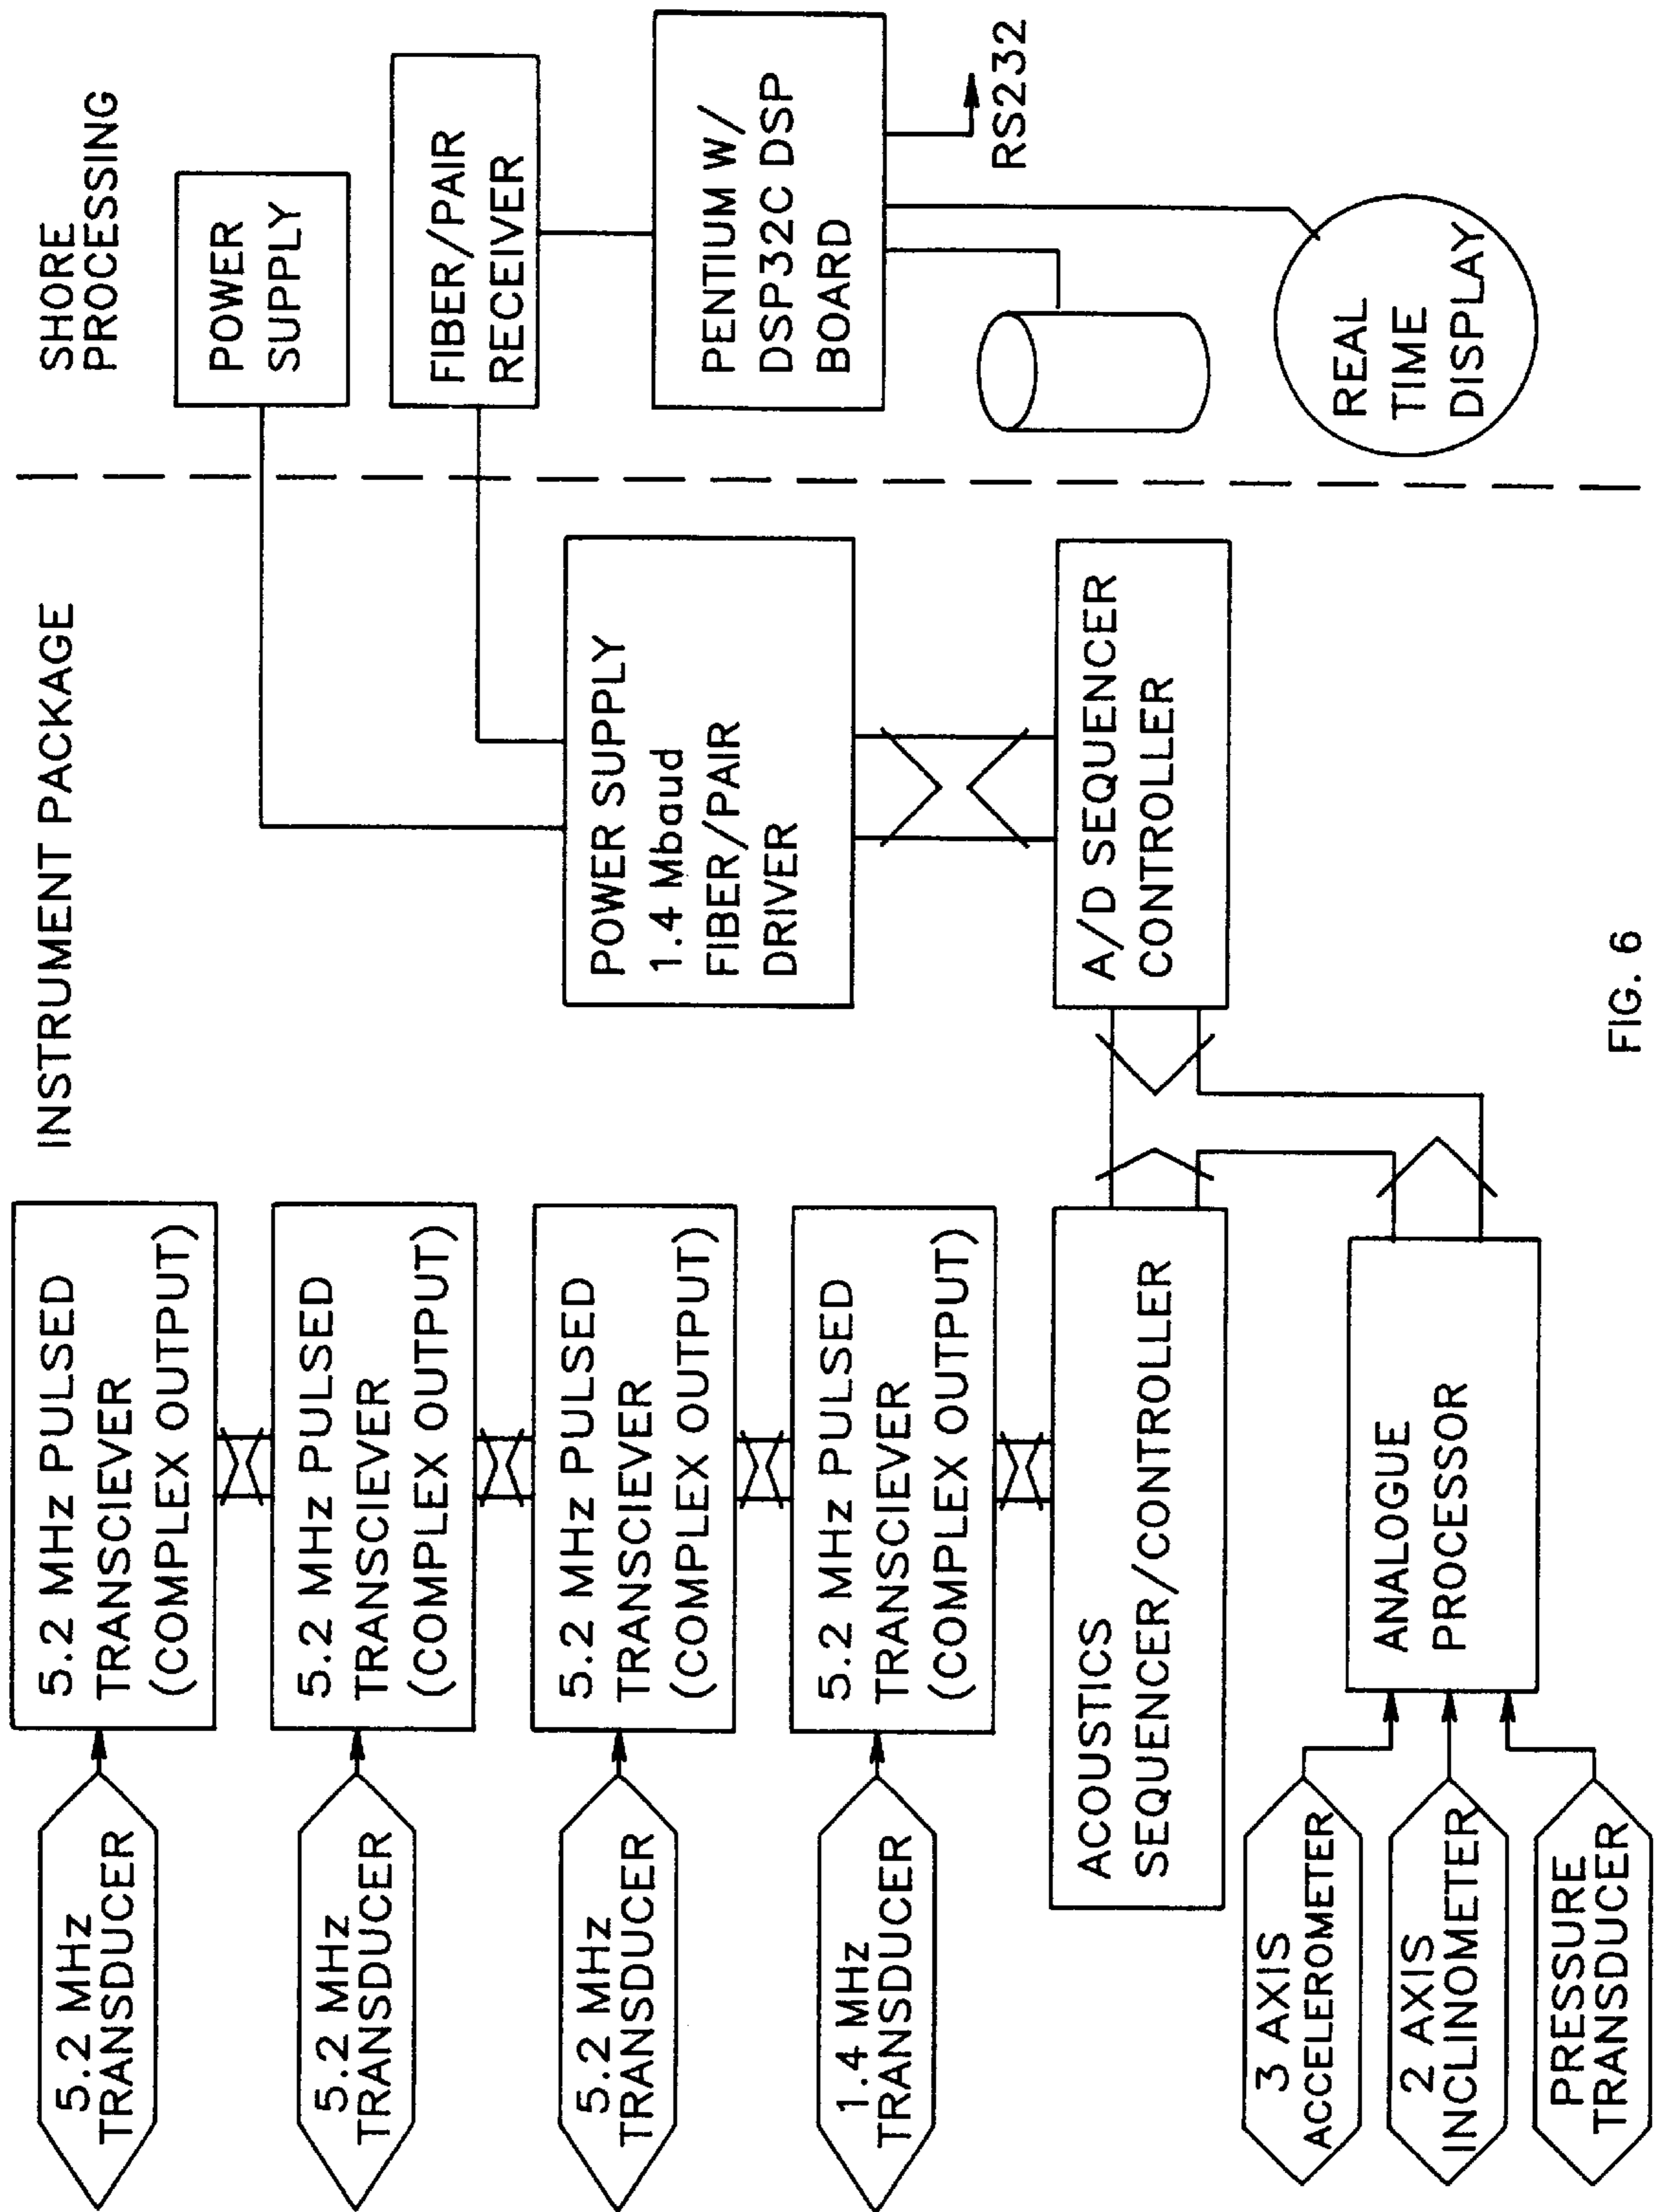 INSTRUMENT PACKAGE
SHORE
PROCESSING
5.2 MHz
TRANSDUCER
5.2 MHz PULSED
TRANSCIEVER
(COMPLEX OUTPUT)
5.2 MHz
TRANSDUCER
5.2 MHz PULSED
TRANSCIEVER
(COMPLEX OUTPUT)
5.2 MHz
TRANSDUCER
5.2 MHz PULSED
TRANSCIEVER
(COMPLEX OUTPUT)
1.4 MHz
TRANSDUCER
5.2 MHz PULSED
TRANSCIEVER
(COMPLEX OUTPUT)
ACOUSTICS
SEQUENCER/CONTROLLER
3 AXIS
ACCELEROMETER
2 AXIS
INCLINOMETER
PRESSURE
TRANSDUCER
ANALOGUE
PROCESSOR
POWER SUPPLY
1.4 Mbaud
FIBER/PAIR
DRIVER
A/D SEQUENCER
CONTROLLER
POWER
SUPPLY
FIBER/PAIR
RECEIVER
PENTIUM W/
DSP32C DSP
BOARD
RS232
REAL
TIME
DISPLAY
FIG. 6